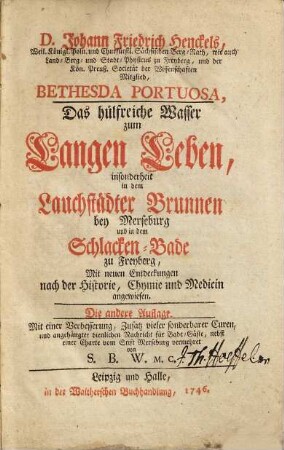 D. Johann Friedrich Henckels,
Weil. Königl. Poln. und Churfürstl. Sächsischen Berg-Rath, wie auch
Land-Berg- und Stadt-Physicus zu Freyberg, und der
Kön. Preuß. Societät der Wissenschafften
Mitglied,
BETHESDA PORTUOSA,
Das hülfreiche Wasser
zum
Langen Leben,
insonderheit
in dem
Lauchstädter Brunnen
bey Merseburg
und in dem
Schlacken-Bade
zu Freyberg,
Mit neuen Entdeckungen
nach der Historie, Chymie und Medicin
angewiesen.
Die andere Auflage.
Mit einer Verbesserung, Zusatz vieler sonderbarer Curen,
und angehängter dienlichen Nachricht für Bade-Gäste, nebst
einer Charte vom Stift Merseburg vermehret
von
S. B. W. M. C.
Leipzig und Halle,
in der Waltherschen Buchhandlung, 1746.